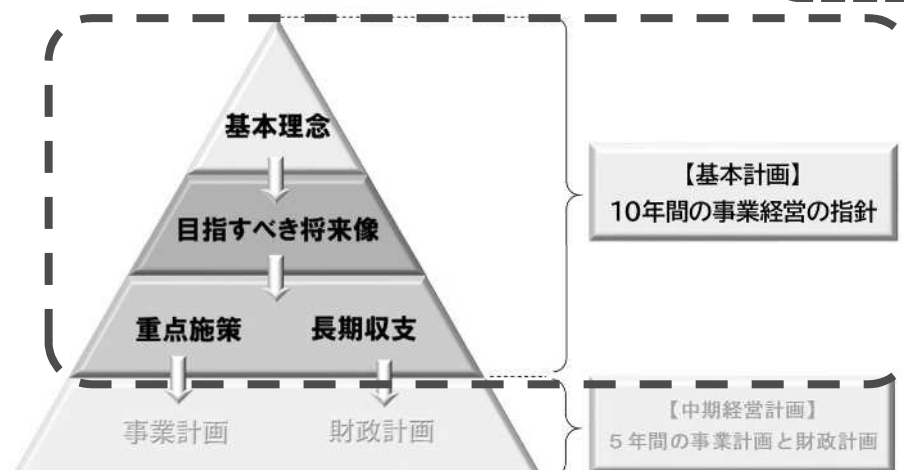 基本理念
目指すべき将来像
重点施策 長期収支
事業計画 財政計画
【基本計画】
10年間の事業経営の指針
【中期経営計画】
5年間の事業計画と財政計画